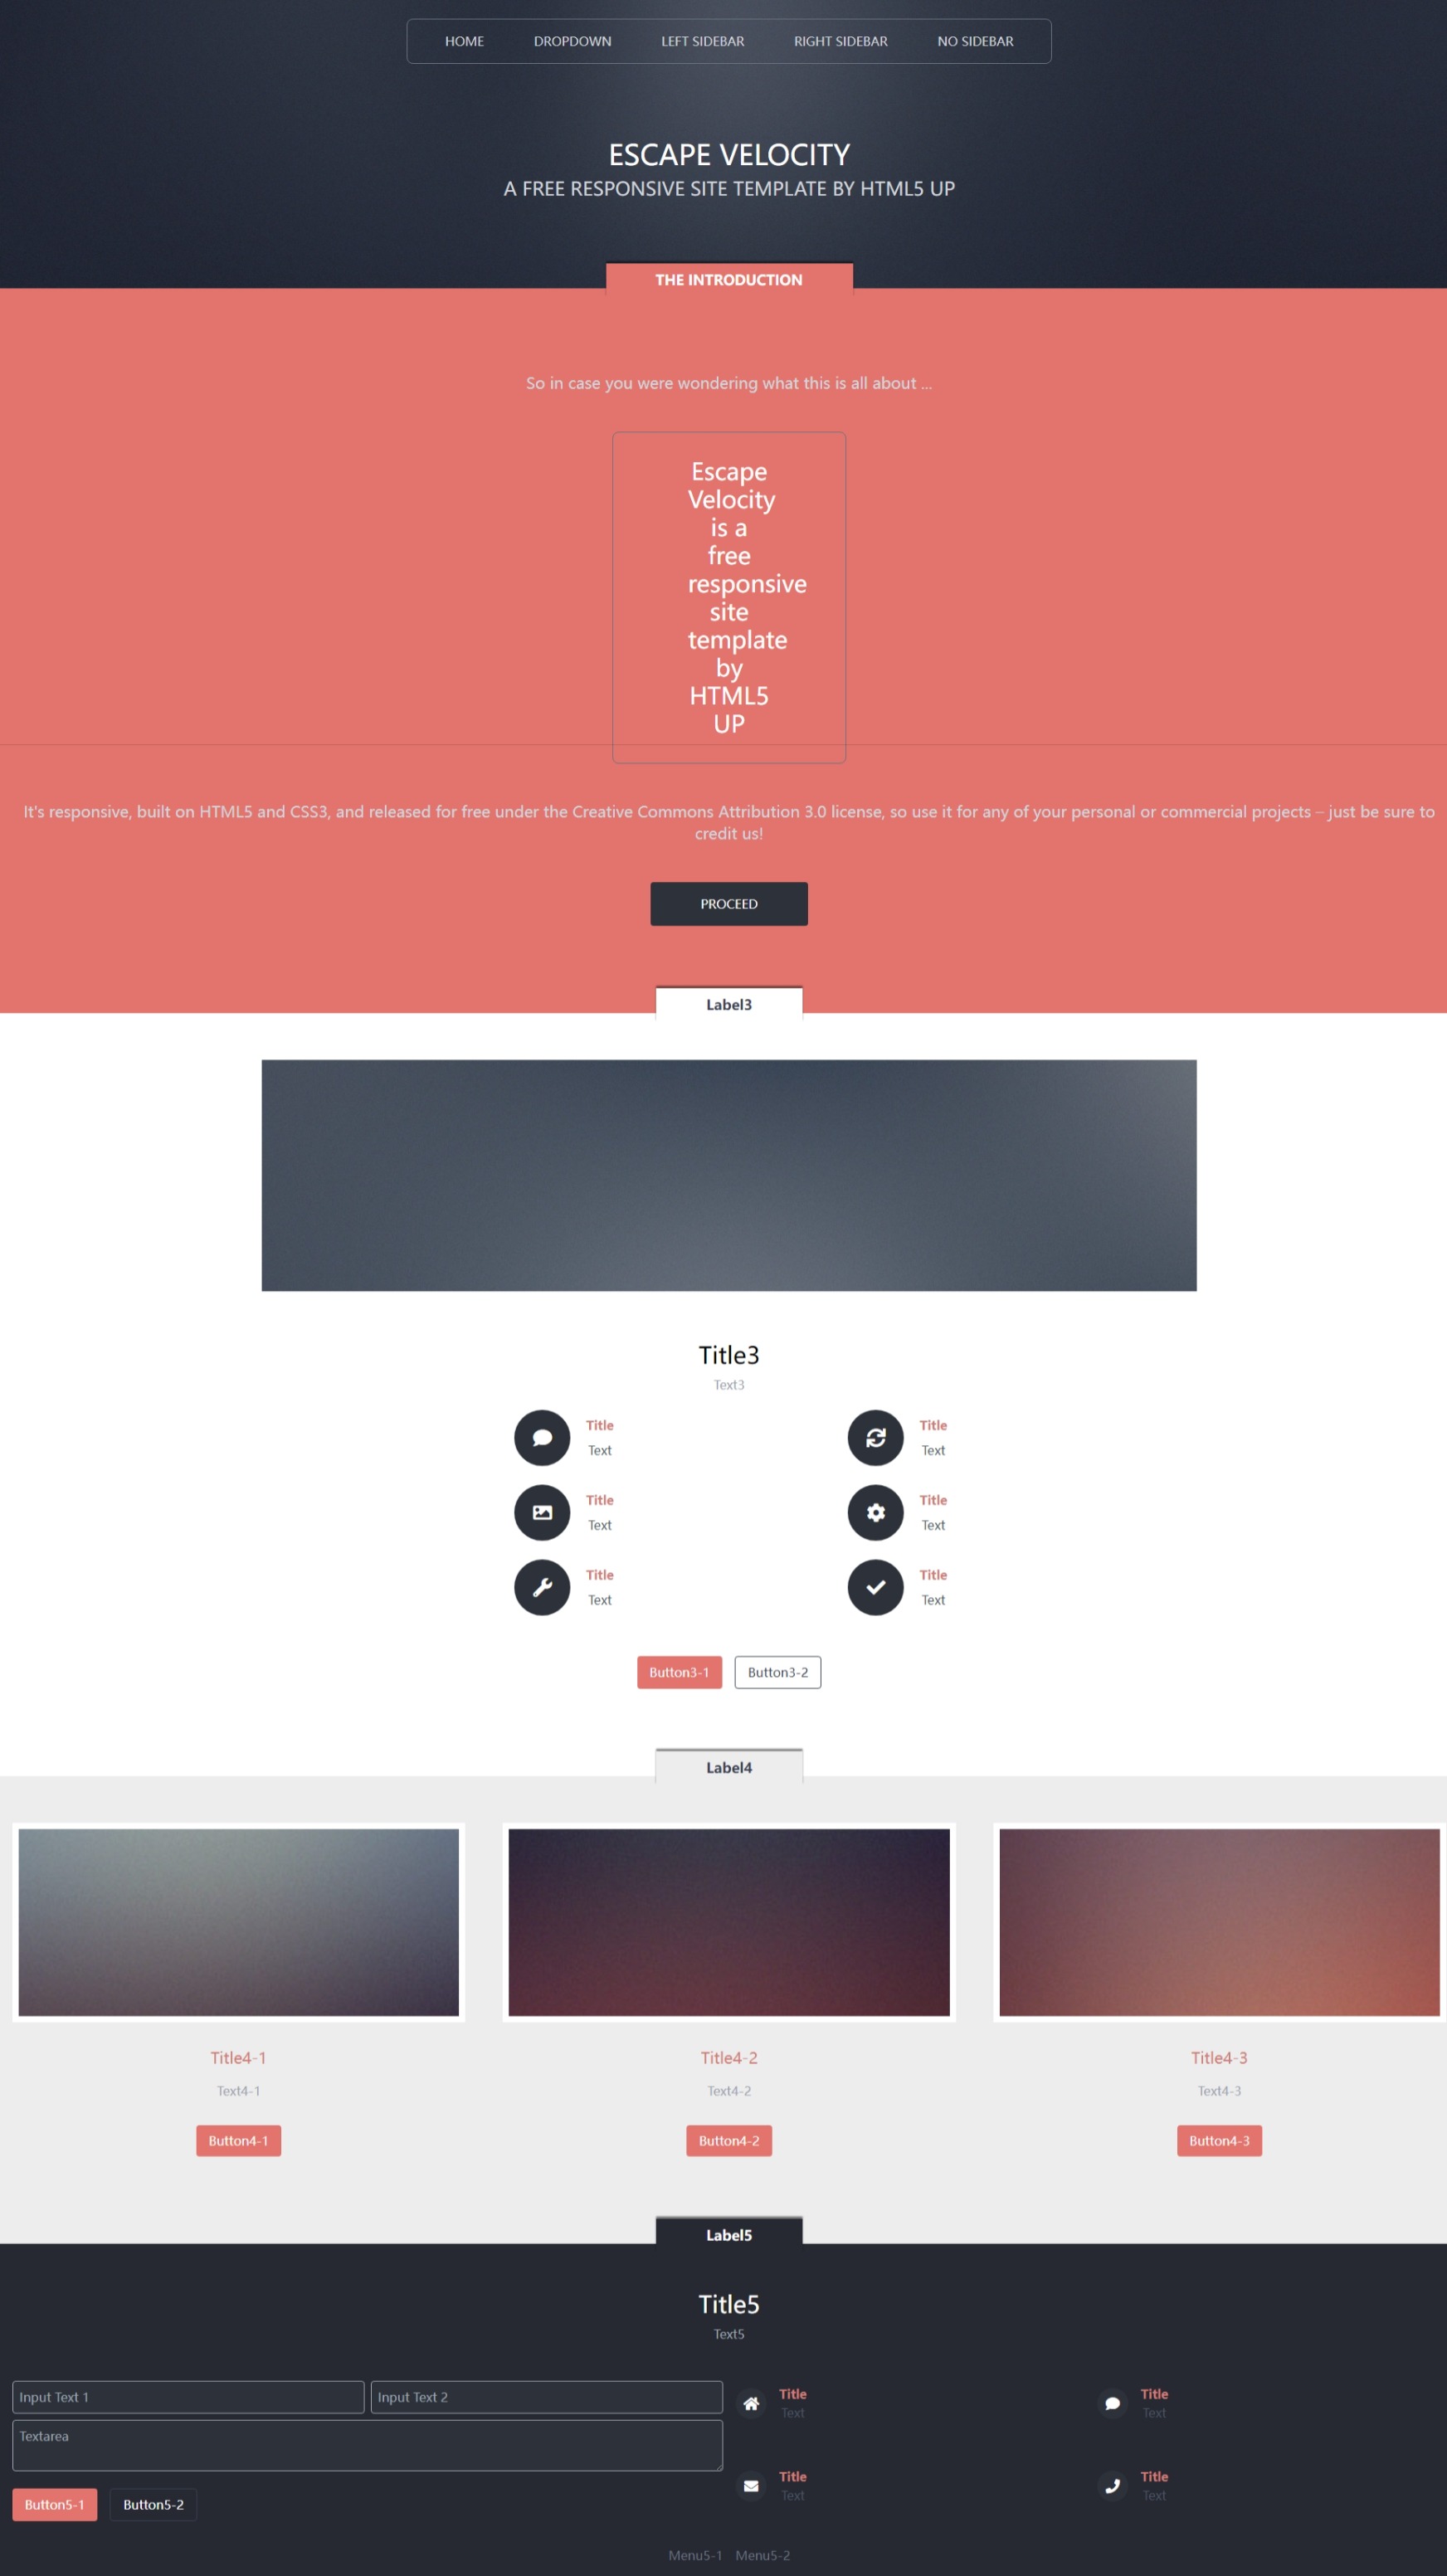 HOME DROPDOWN LEFT SIDEBAR RIGHT SIDEBAR NO SIDEBAR
ESCAPE VELOCITY
A FREE RESPONSIVE SITE TEMPLATE BY HTML5 UP
THE INTRODUCTION
So in case you were wondering what this is all about ...
Escape
Velocity
is a
free
responsive
site
template
by
HTML5
UP
It's responsive, built on HTML5 and CSS3, and released for free under the Creative Commons Attribution 3.0 license, so use it for any of your personal or commercial projects – just be sure to
credit us!
PROCEED
Label3
Title3
Text3
Title Title
Text Text
Title Title
Text Text
Title Title
Text Text
Button3-1 Button3-2
Label4
Title4-1 Title4-2 Title4-3
Text4-1 Text4-2 Text4-3
Button4-1 Button4-2 Button4-3
Label5
Title5
Text5
Input Text 1 Input Text 2
Textarea
Button5-1 Button5-2
Title Title
Text Text
Title Title
Text Text
Menu5-1 Menu5-2